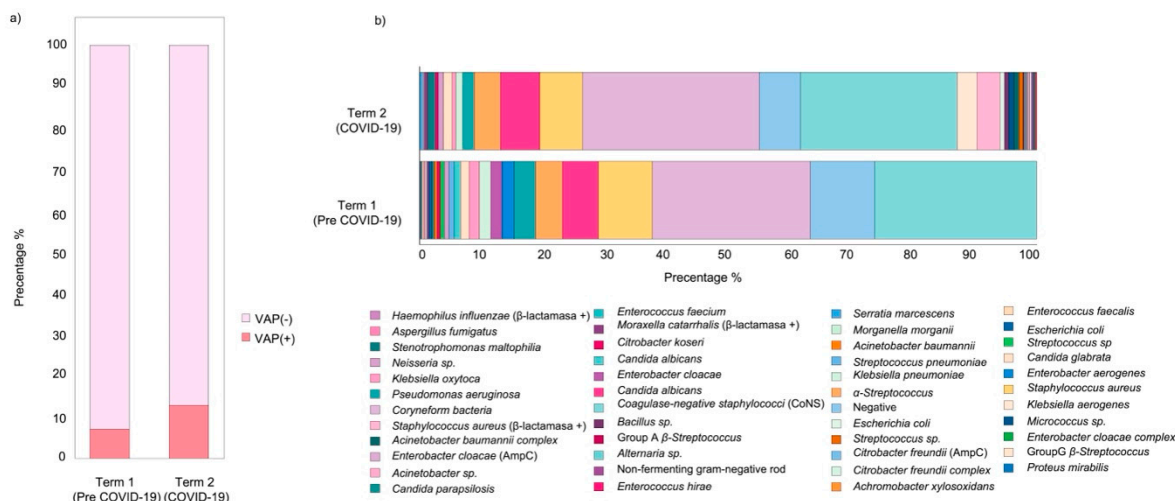 a)
100
90
80
70
60
50
40
30
20
10
0
Precentage %
Term 1
(Pre COVID-19)
Term 2
(COVID-19)
VAP(-)
VAP(+)
b)
Term 2
(COVID-19)
Term 1
(Pre COVID-19)
0 10 20 30 40 50 60 70 80 90 100
Precentage %
Haemophilus influenzae (β-lactamasa +)
Aspergillus fumigatus
Stenotrophomonas maltophilia
Neisseria sp.
Klebsiella oxytoca
Pseudomonas aeruginosa
Coryneform bacteria
Staphylococcus aureus (β-lactamasa +)
Acinetobacter baumannii complex
Enterobacter cloacae (AmpC)
Acinetobacter sp.
Candida parapsilosis
Enterococcus faecium
Moraxella catarrhalis (β-lactamasa +)
Citrobacter koseri
Candida albicans
Enterobacter cloacae
Candida albicans
Coagulase-negative staphylococci (CoNS)
Bacillus sp.
Group A β-Streptococcus
Alternaria sp.
Non-fermenting gram-negative rod
Enterococcus hirae
Serratia marcescens
Morganella morganii
Acinetobacter baumannii
Streptococcus pneumoniae
Klebsiella pneumoniae
α-Streptococcus
Negative
Escherichia coli
Streptococcus sp.
Citrobacter freundii (AmpC)
Citrobacter freundii complex
Achromobacter xylosoxidans
Enterococcus faecalis
Escherichia coli
Streptococcus sp
Candida glabrata
Enterobacter aerogenes
Staphylococcus aureus
Klebsiella aerogenes
Micrococcus sp.
Enterobacter cloacae complex
GroupG β-Streptococcus
Proteus mirabilis